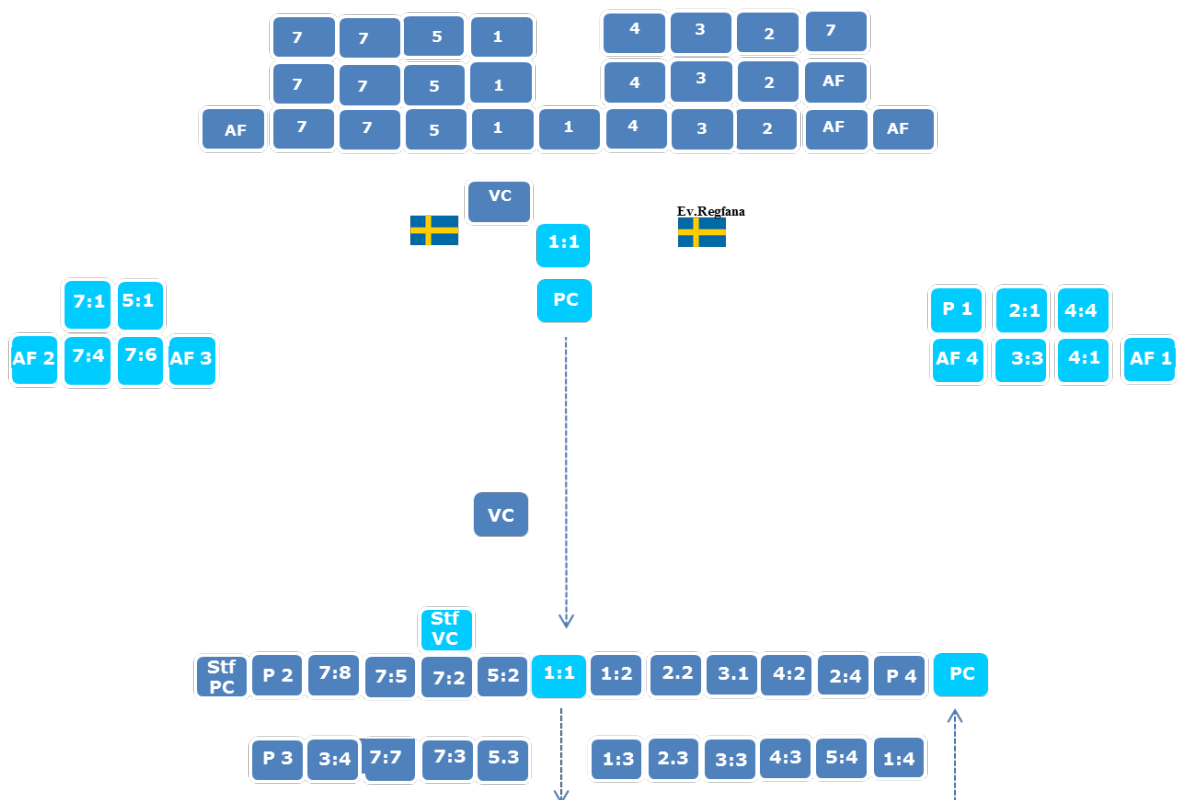 7 7 5 1 4 3 2 7
7 7 5 1 4 3 2 AF
AF 7 7 5 1 1 4 3 2 AF AF
VC
Ev.Regfana
1:1
PC
7:1 5:1
P 1 2:1 4:4
AF 2 7:4 7:6 AF 3
AF 4 3:3 4:1 AF 1
VC
Stf
VC
Stf
PC
P 2 7:8 7:5 7:2 5:2 1:1 1:2 2.2 3.1 4:2 2:4 P 4 PC
P 3 3:4 7:7 7:3 5.3 1:3 2.3 3:3 4:3 5:4 1:4